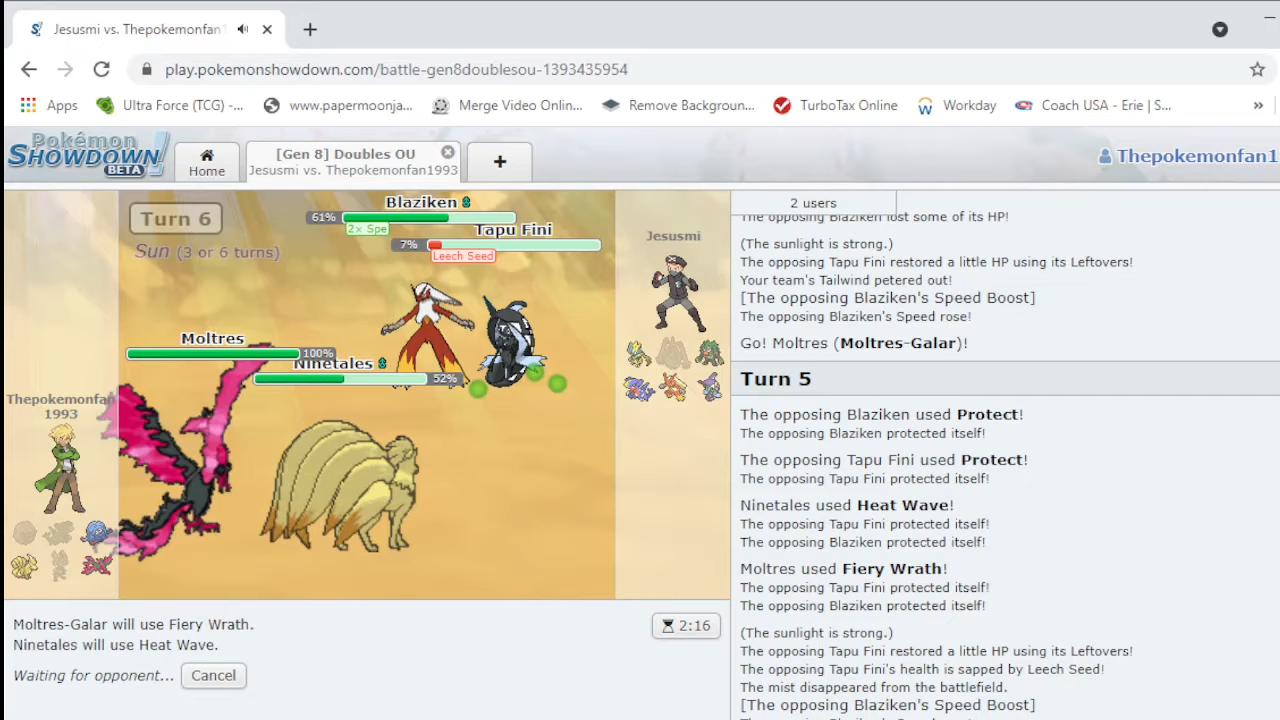 Jesusmi vs. Thepokemonfan1
play.pokemonshowdown.com/battle-gen8doublesou-1393435954
Apps
Ultra Force (TCG) -...
www.papermoonja...
Merge Video Onlin...
Remove Backgroun...
TurboTax Online
Workday
Coach USA - Erie | S...
»
Pokémon
SHOWDOWN!
BETA
Home
[Gen 8] Doubles OU
Jesusmi vs. Thepokemonfan1993
+
Thepokemonfan1
Turn 6
Sun (3 or 6 turns)
Blaziken
61%
2× Spe
Tapu Fini
7%
Leech Seed
Moltres
100%
Ninetales
52%
Thepokemonfan
1993
Jesusmi
Moltres-Galar will use Fiery Wrath.
Ninetales will use Heat Wave.
Waiting for opponent... Cancel
2:16
2 users
The opposing Blaziken lost some of its HP!
(The sunlight is strong.)
The opposing Tapu Fini restored a little HP using its Leftovers!
Your team's Tailwind petered out!
[The opposing Blaziken's Speed Boost]
The opposing Blaziken's Speed rose!
Go! Moltres (Moltres-Galar)!
Turn 5
The opposing Blaziken used Protect!
The opposing Blaziken protected itself!
The opposing Tapu Fini used Protect!
The opposing Tapu Fini protected itself!
Ninetales used Heat Wave!
The opposing Tapu Fini protected itself!
The opposing Blaziken protected itself!
Moltres used Fiery Wrath!
The opposing Tapu Fini protected itself!
The opposing Blaziken protected itself!
(The sunlight is strong.)
The opposing Tapu Fini restored a little HP using its Leftovers!
The opposing Tapu Fini's health is sapped by Leech Seed!
The mist disappeared from the battlefield.
[The opposing Blaziken's Speed Boost]